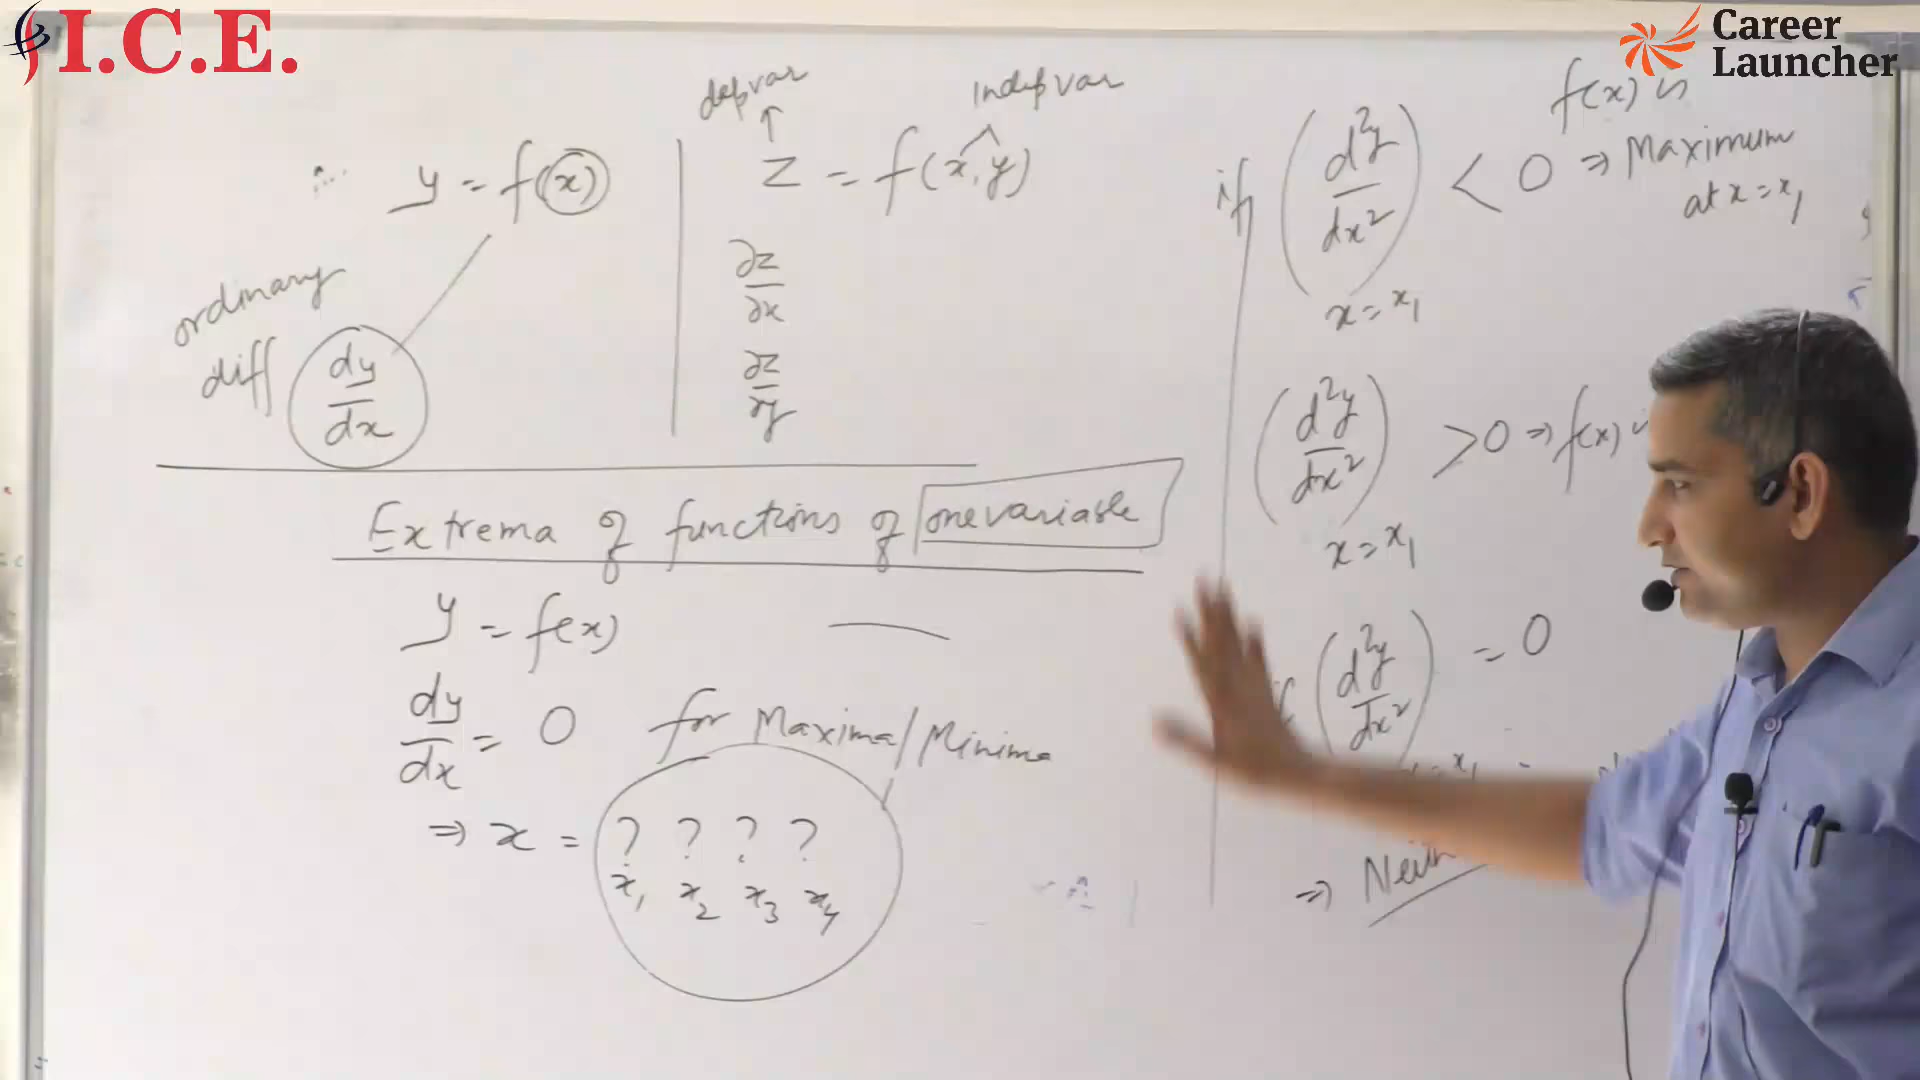 I.C.E.
Career
Launcher
y = f(x)
ordinary
diff
dy/dx
dep var
↑
indep var
z = f(x, y)
∂z/∂x
∂z/∂y
Extrema of functions of one variable
y = f(x)
dy/dx = 0 for Maxima/Minima
⇒ x = ? ? ? ?
x₁ x₂ x₃ x₄
f(x) is
if (d²y/dx²) < 0 ⇒ Maximum
x = x₁
at x = x₁
(d²y/dx²) > 0 ⇒ f(x)
x = x₁
(d²y/dx²) = 0
x₁
⇒ Neith